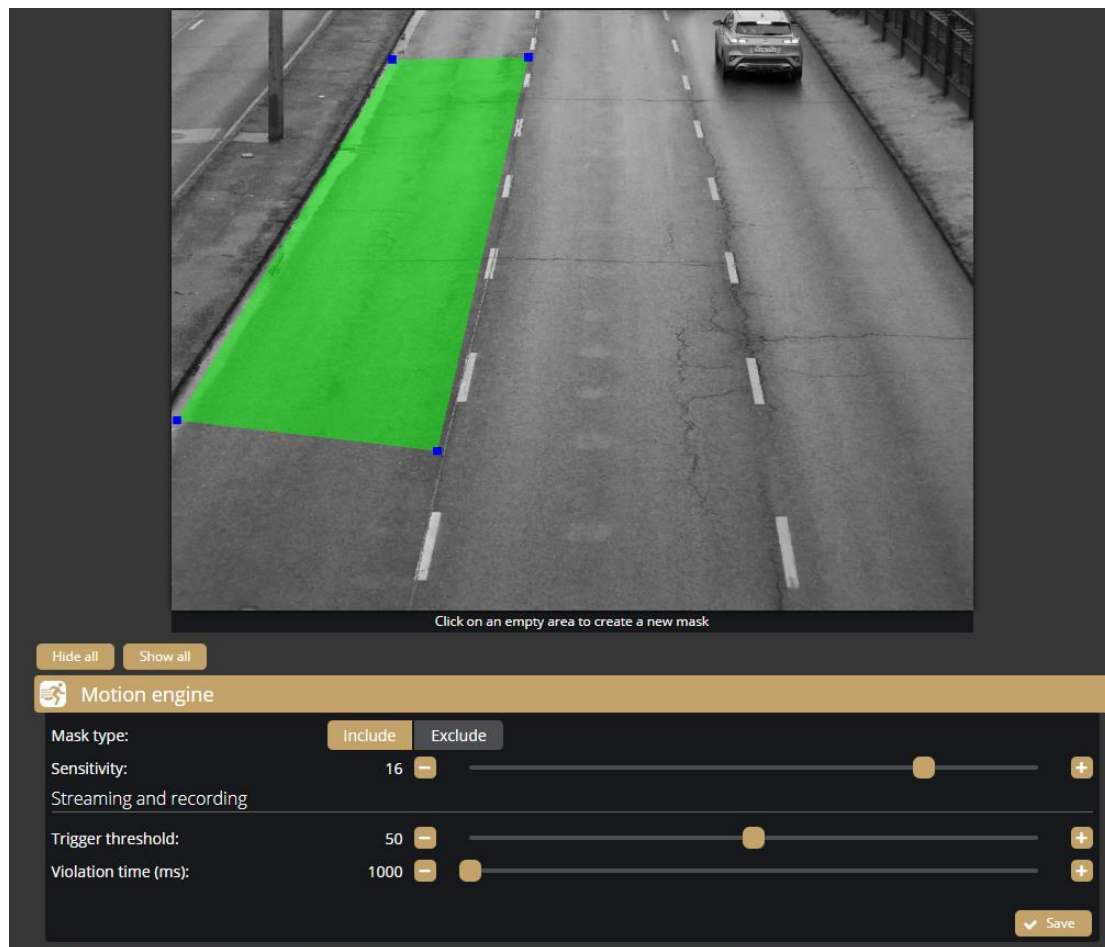 Click on an empty area to create a new mask
Hide all Show all
Motion engine
Mask type: Include Exclude
Sensitivity: 16
Streaming and recording
Trigger threshold: 50
Violation time (ms): 1000
Save